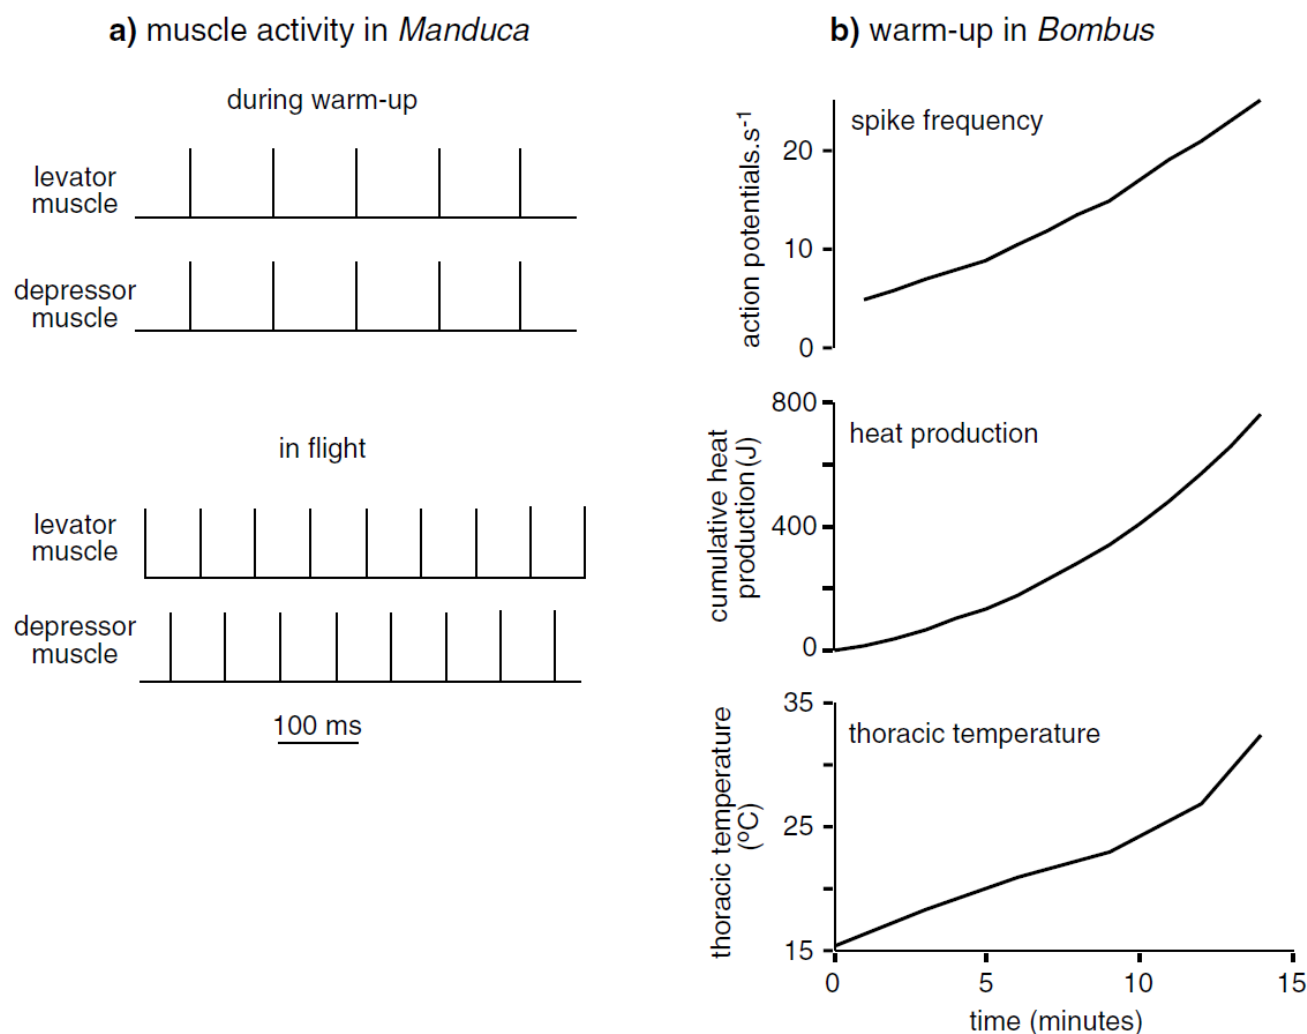 a) muscle activity in Manduca
during warm-up
levator
muscle
depressor
muscle
in flight
levator
muscle
depressor
muscle
100 ms
b) warm-up in Bombus
action potentials.s-1
20
10
0
spike frequency
cumulative heat
production (J)
800
400
0
heat production
thoracic temperature
(ºC)
35
25
15
thoracic temperature
0
5
10
15
time (minutes)